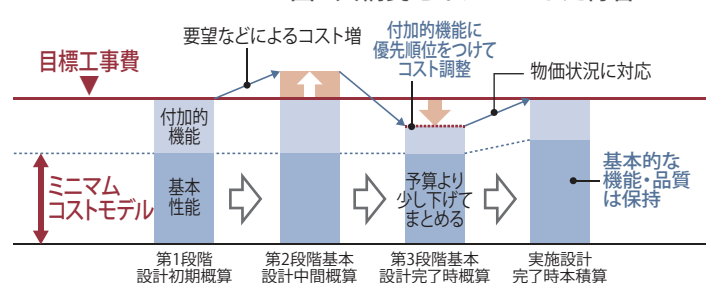 要望などによるコスト増
付加的機能に
優先順位をつけて
コスト調整
目標工事費
物価状況に対応
付加的
機能
ミニマム
コストモデル
基本
性能
予算より
少し下げて
まとめる
基本的な
機能・品質
は保持
第1段階
設計初期概算
第2段階基本
設計中間概算
第3段階基本
設計完了時概算
実施設計
完了時本積算